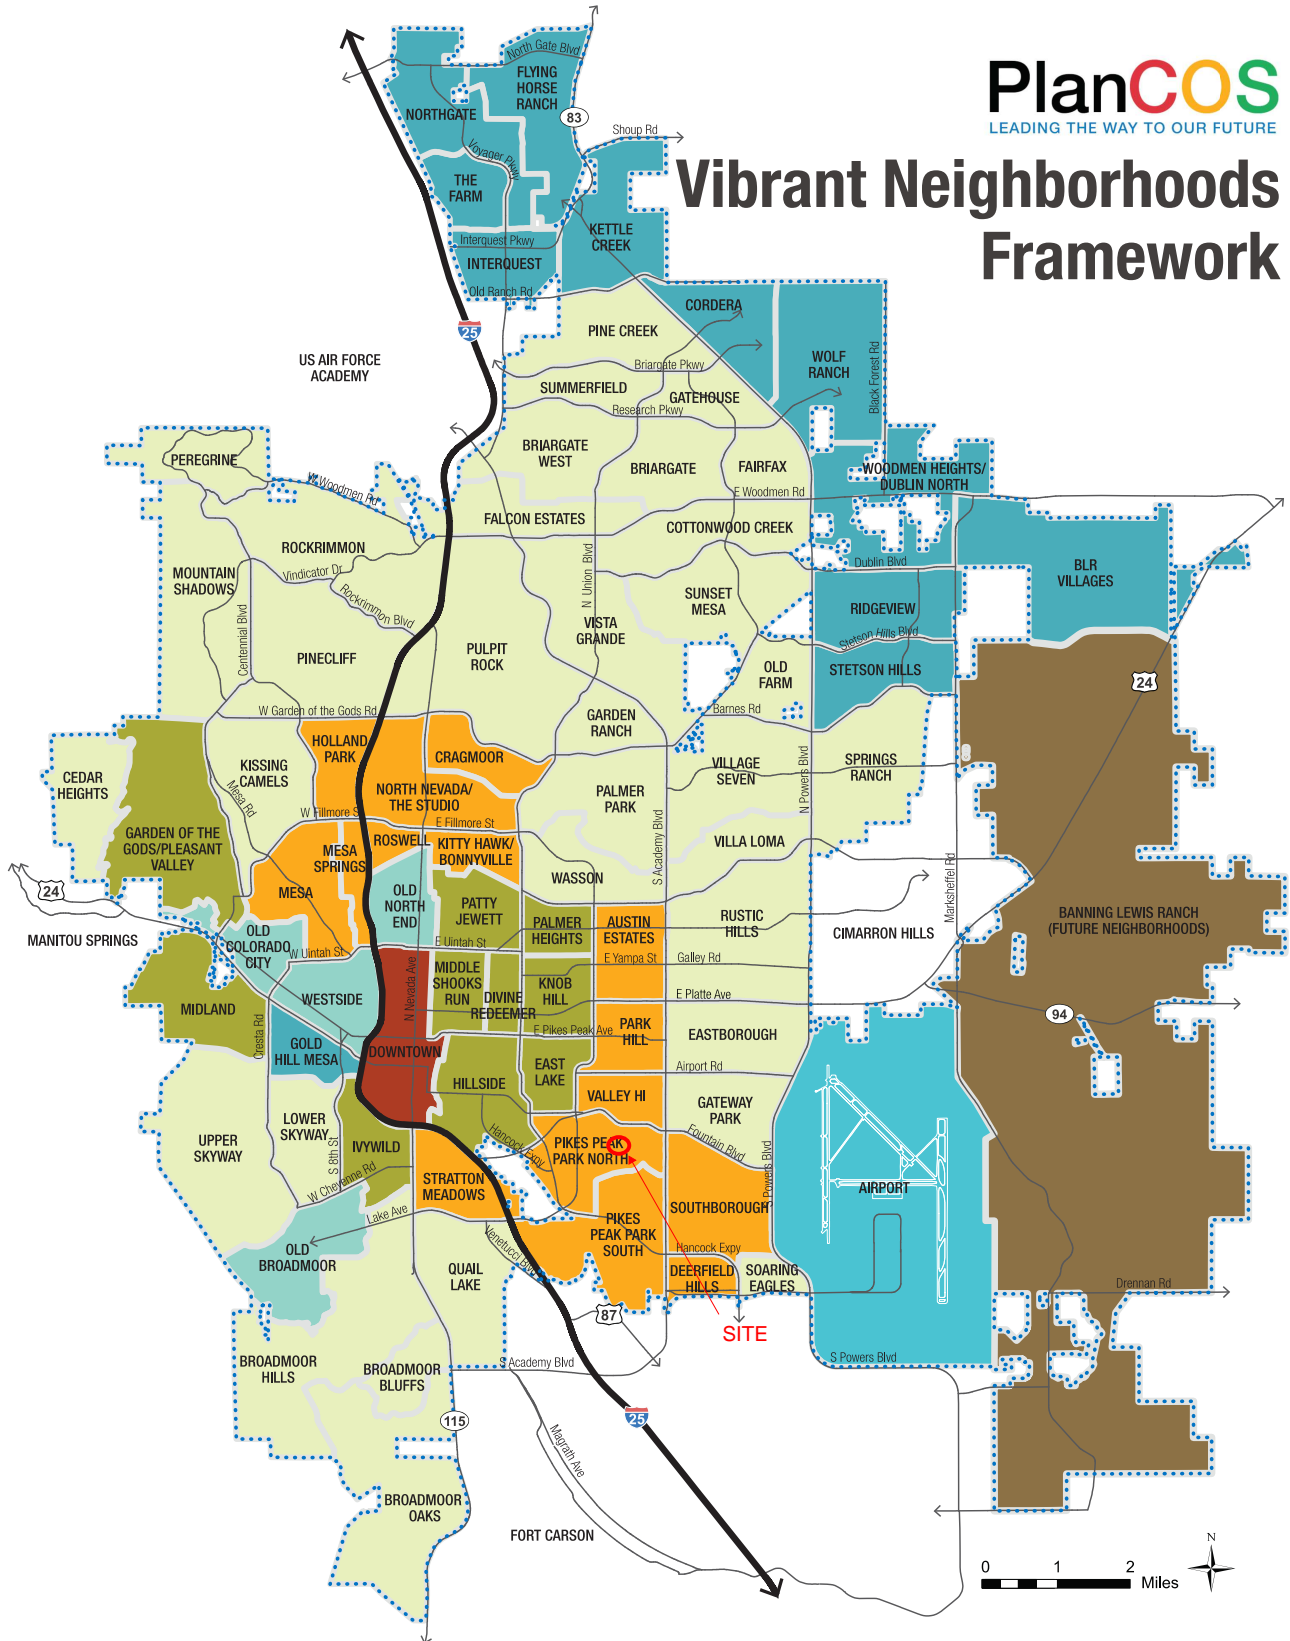 PlanCOS
LEADING THE WAY TO OUR FUTURE
Vibrant Neighborhoods
Framework
North Gate Blvd
FLYING
HORSE
RANCH
NORTHGATE
83
Shoup Rd
Voyager Pkwy
THE
FARM
KETTLE
CREEK
Interquest Pkwy
INTERQUEST
Old Ranch Rd
CORDERA
25
PINE CREEK
US AIR FORCE
ACADEMY
Briargate Pkwy
WOLF
RANCH
Black Forest Rd
SUMMERFIELD
GATEHOUSE
Research Pkwy
BRIARGATE
WEST
BRIARGATE
FAIRFAX
PEREGRINE
W Woodmen Rd
WOODMEN HEIGHTS/
DUBLIN NORTH
E Woodmen Rd
FALCON ESTATES
COTTONWOOD CREEK
ROCKRIMMON
MOUNTAIN
SHADOWS
Vindicator Dr
Rockrimmon Blvd
Centennial Blvd
N Union Blvd
Dublin Blvd
BLR
VILLAGES
SUNSET
MESA
RIDGEVIEW
VISTA
GRANDE
Stetson Hills Blvd
PINECLIFF
PULPIT
ROCK
OLD
FARM
STETSON HILLS
24
W Garden of the Gods Rd
GARDEN
RANCH
Barnes Rd
HOLLAND
PARK
CRAGMOOR
CEDAR
HEIGHTS
KISSING
CAMELS
Mesa Rd
NORTH NEVADA/
THE STUDIO
PALMER
PARK
VILLAGE
SEVEN
N Powers Blvd
SPRINGS
RANCH
W Fillmore S
E Fillmore St
S Academy Blvd
GARDEN OF THE
GODS/PLEASANT
VALLEY
MESA
SPRINGS
ROSWELL
KITTY HAWK/
BONNYVILLE
VILLA LOMA
WASSON
Marksheffel Rd
24
MESA
OLD
NORTH
END
PATTY
JEWETT
PALMER
HEIGHTS
AUSTIN
ESTATES
RUSTIC
HILLS
CIMARRON HILLS
BANNING LEWIS RANCH
(FUTURE NEIGHBORHOODS)
MANITOU SPRINGS
OLD
COLORADO
CITY
W Uintah St
E Uintah St
E Yampa St
Galley Rd
MIDDLE
SHOOKS
RUN
DIVINE
REDEEMER
KNOB
HILL
N Nevada Ave
WESTSIDE
E Platte Ave
MIDLAND
94
Cresta Rd
GOLD
HILL MESA
DOWNTOWN
E Pikes Peak Ave
PARK
HILL
EASTBOROUGH
EAST
LAKE
Airport Rd
HILLSIDE
VALLEY HI
GATEWAY
PARK
LOWER
SKYWAY
UPPER
SKYWAY
IVYWILD
S 8th St
Hancock Expy
PIKES PEAK
PARK NORTH
Fountain Blvd
S Powers Blvd
W Cheyenne Rd
STRATTON
MEADOWS
AIRPORT
Lake Ave
SOUTHBOROUGH
PIKES
PEAK PARK
SOUTH
Venetucci Blvd
Hancock Expy
OLD
BROADMOOR
QUAIL
LAKE
DEERFIELD
HILLS
SOARING
EAGLES
Drennan Rd
87
SITE
S Powers Blvd
BROADMOOR
HILLS
BROADMOOR
BLUFFS
S Academy Blvd
115
25
Magrath Ave
BROADMOOR
OAKS
FORT CARSON
N
0 1 2
Miles